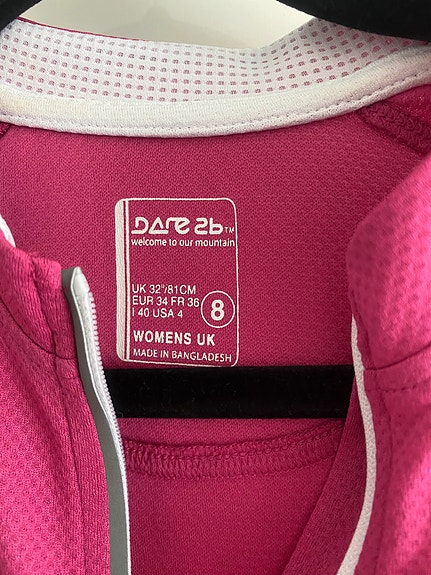 DARE 2b TM
welcome to our mountain
UK 32"/81CM
EUR 34 FR 36
I 40 USA 4
8
WOMENS UK
MADE IN BANGLADESH